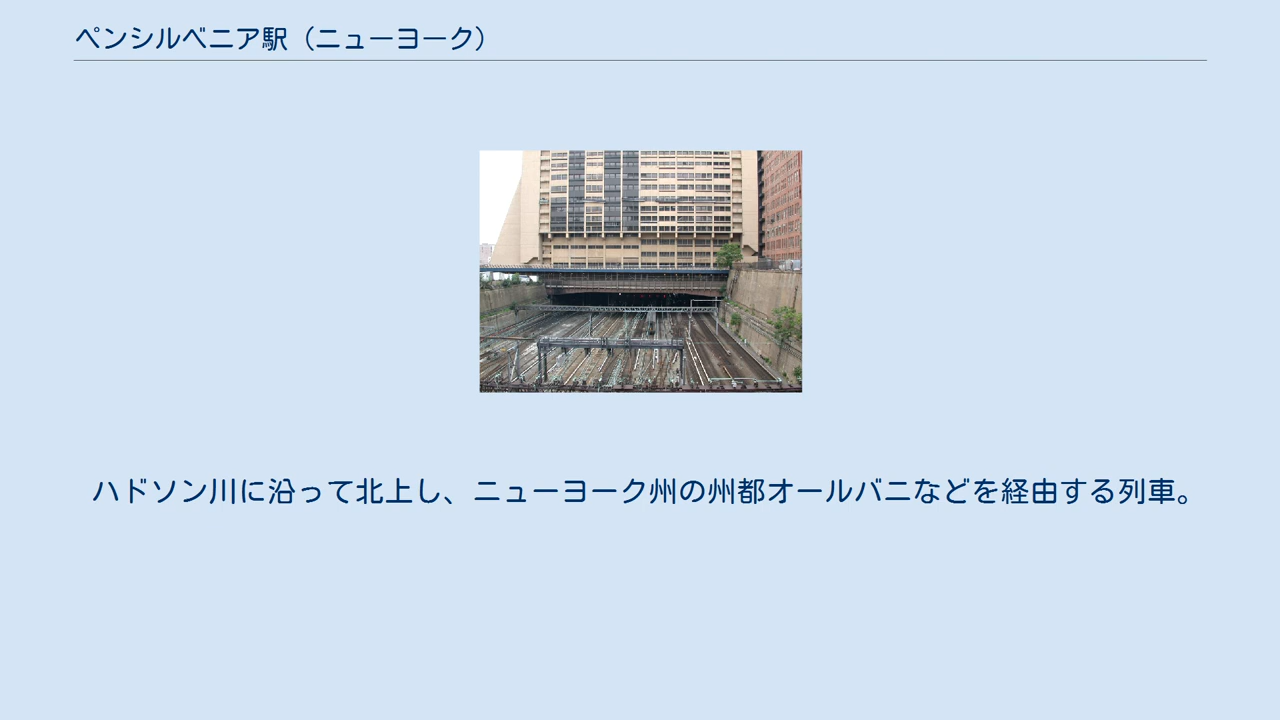 ペンシルベニア駅（ニューヨーク）
ハドソン川に沿って北上し、ニューヨーク州の州都オールバニなどを経由する列車。